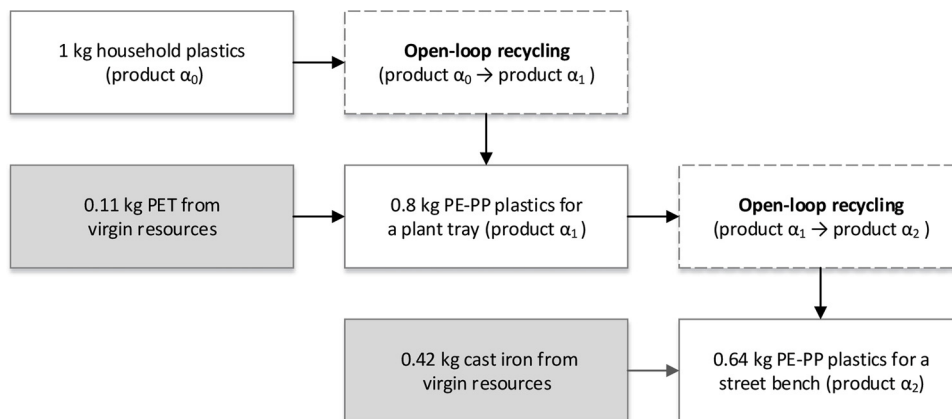 1 kg household plastics
(product α₀)
Open-loop recycling
(product α₀ → product α₁ )
0.11 kg PET from
virgin resources
0.8 kg PE-PP plastics for
a plant tray (product α₁)
Open-loop recycling
(product α₁ → product α₂ )
0.42 kg cast iron from
virgin resources
0.64 kg PE-PP plastics for a
street bench (product α₂)